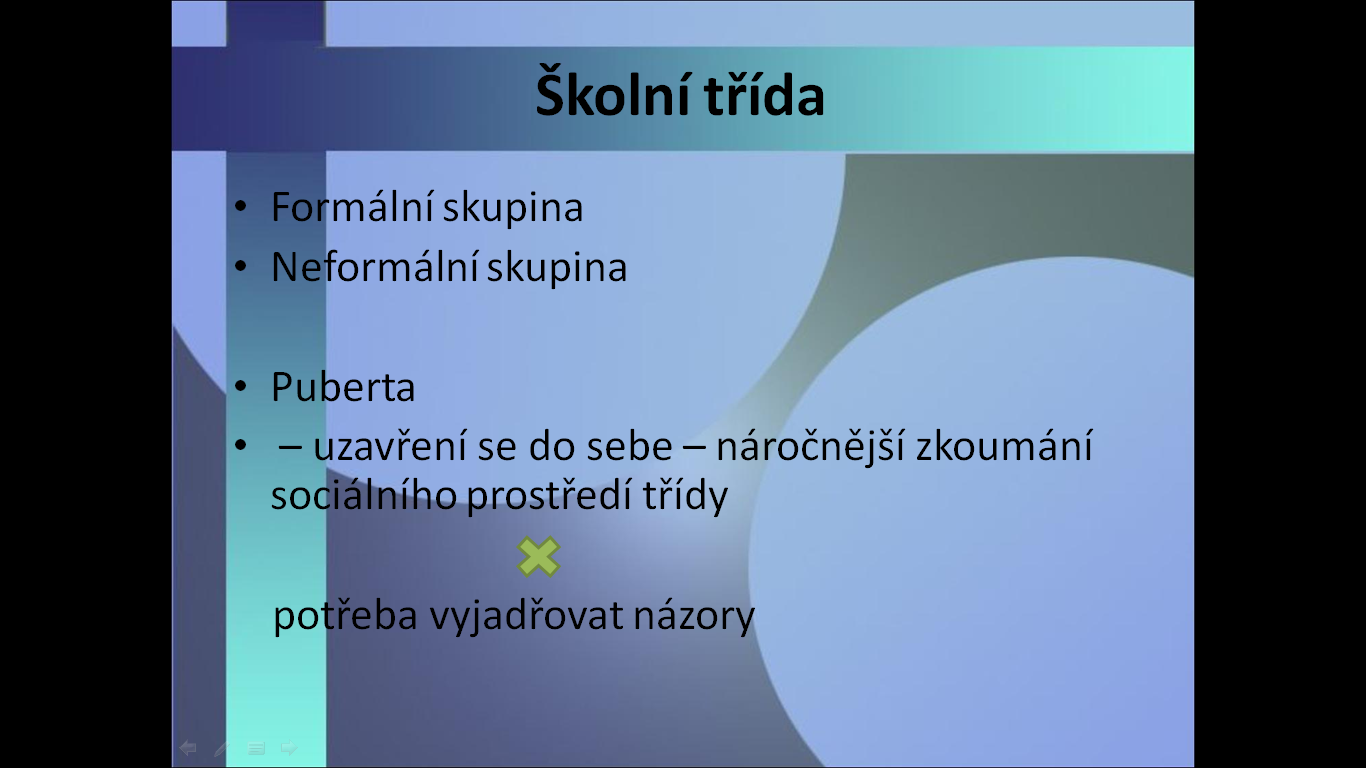 Školní třída
• Formální skupina
• Neformální skupina
• Puberta
• – uzavření se do sebe – náročnější zkoumání
sociálního prostředí třídy
potřeba vyjadřovat názory